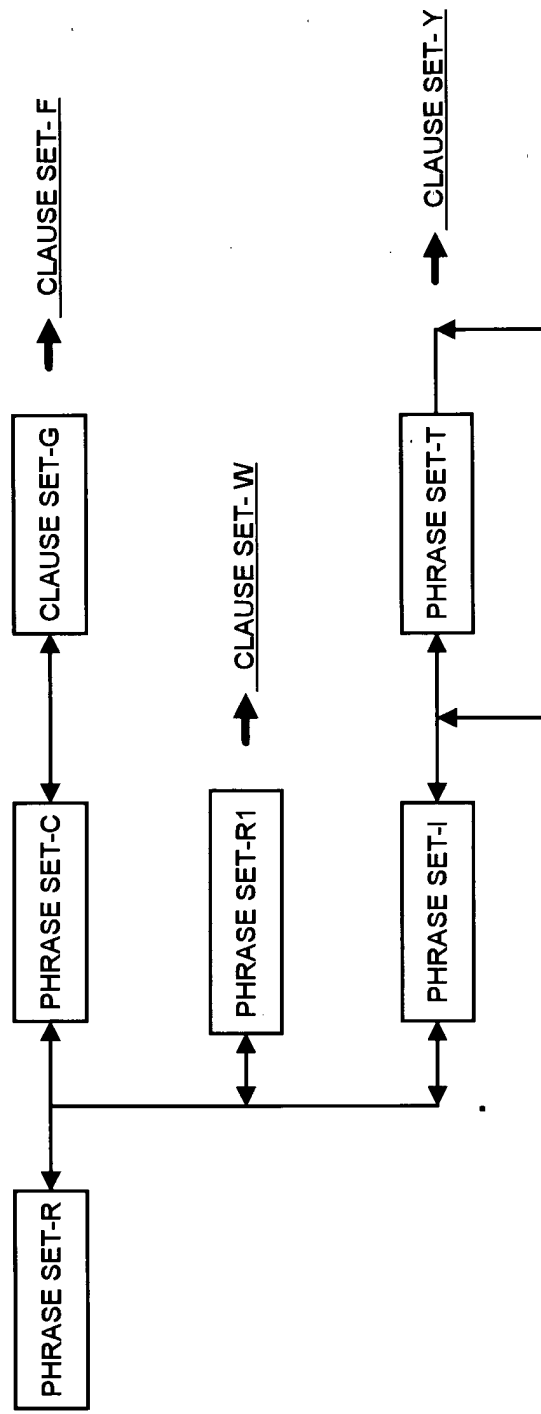 PHRASE SET-R
PHRASE SET-C
CLAUSE SET-G
CLAUSE SET- F
PHRASE SET-R1
CLAUSE SET- W
PHRASE SET-I
PHRASE SET-T
CLAUSE SET- Y